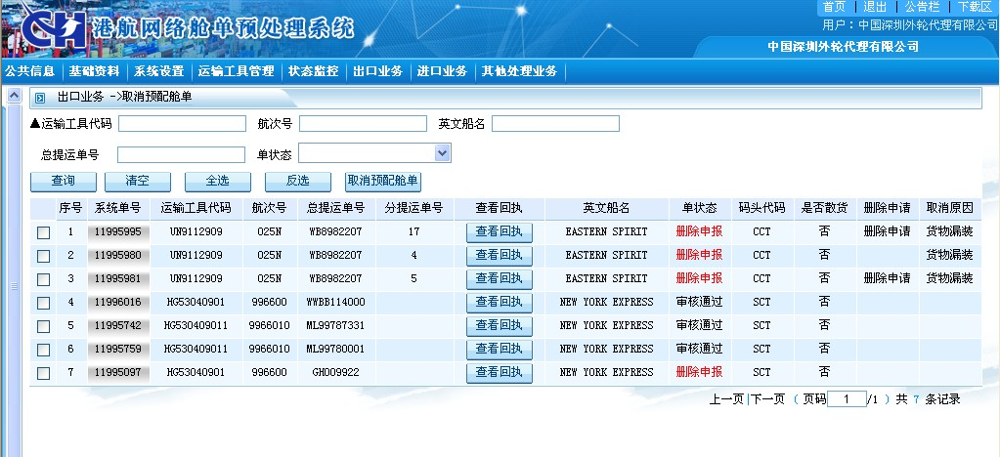 首页 | 退出 | 公告栏 | 下载区
用户：中国深圳外轮代理有限公司
CH 港航网络舱单预处理系统
中国深圳外轮代理有限公司
公共信息 基础资料 系统设置 运输工具管理 状态监控 出口业务 进口业务 其他处理业务
出口业务 ->取消预配舱单
▲运输工具代码 航次号 英文船名
总提运单号 单状态
查询 清空 全选 反选 取消预配舱单
序号 系统单号 运输工具代码 航次号 总提运单号 分提运单号 查看回执 英文船名 单状态 码头代码 是否散货 删除申请 取消原因
1 11995995 UN9112909 025N WB8982207 17 查看回执 EASTERN SPIRIT 删除申报 CCT 否 删除申请 货物漏装
2 11995980 UN9112909 025N WB8982207 4 查看回执 EASTERN SPIRIT 删除申报 CCT 否 货物漏装
3 11995981 UN9112909 025N WB8982207 5 查看回执 EASTERN SPIRIT 删除申报 CCT 否 删除申请 货物漏装
4 11996016 HG53040901 996600 WWBB114000 查看回执 NEW YORK EXPRESS 审核通过 SCT 否
5 11995742 HG530409011 9966010 ML99787331 查看回执 NEW YORK EXPRESS 审核通过 SCT 否
6 11995759 HG530409011 9966010 ML99780001 查看回执 NEW YORK EXPRESS 审核通过 SCT 否
7 11995097 HG53040901 996600 GH009922 查看回执 NEW YORK EXPRESS 删除申报 SCT 否
上一页|下一页 ( 页码 1 /1 ) 共 7 条记录